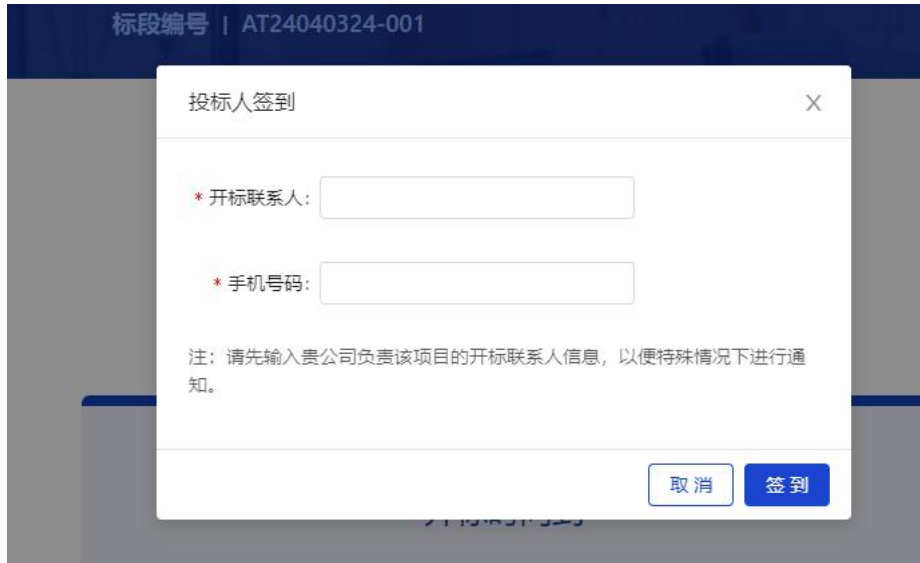 标段编号 | AT24040324-001
投标人签到
* 开标联系人:
* 手机号码:
注：请先输入贵公司负责该项目的开标联系人信息，以便特殊情况下进行通
知。
取消 签到